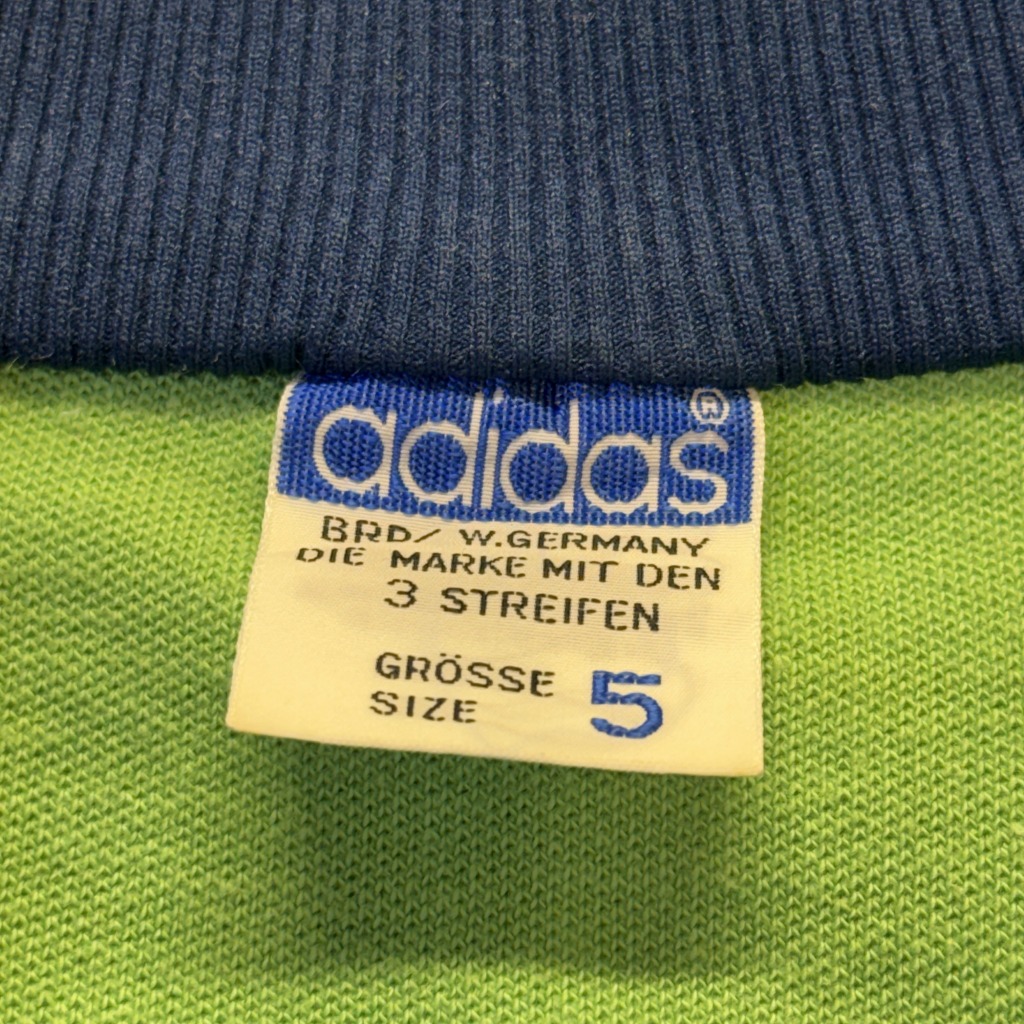 adidas®
BRD/ W.GERMANY
DIE MARKE MIT DEN
3 STREIFEN
GRÖSSE
SIZE
5